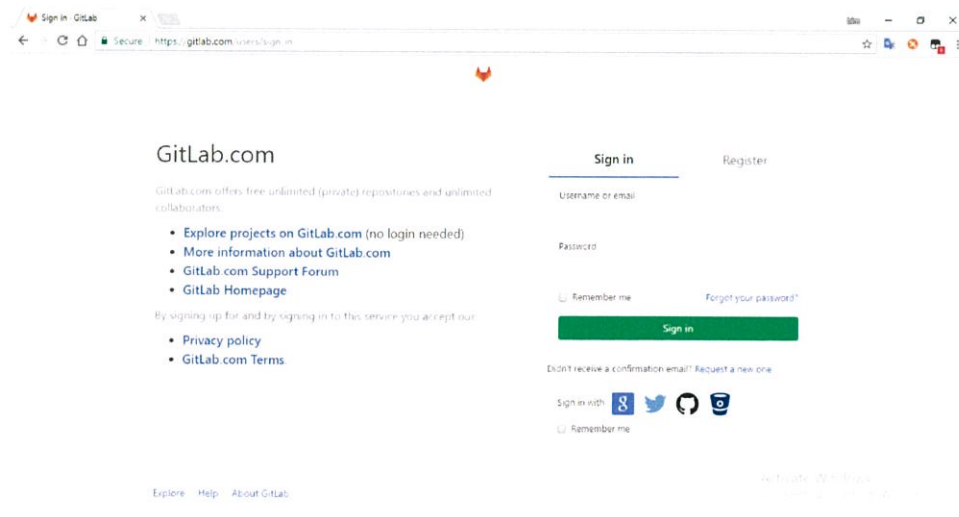 Sign in · GitLab
Secure https://gitlab.com/users/sign_in
GitLab.com
GitLab.com offers free unlimited (private) repositories and unlimited
collaborators.
• Explore projects on GitLab.com (no login needed)
• More information about GitLab.com
• GitLab.com Support Forum
• GitLab Homepage
By signing up for and by signing in to this service you accept our:
• Privacy policy
• GitLab.com Terms.
Sign in Register
Username or email
Password
Remember me Forgot your password?
Sign in
Didn't receive a confirmation email? Request a new one.
Sign in with
Remember me
Explore Help About GitLab
Activate Windows